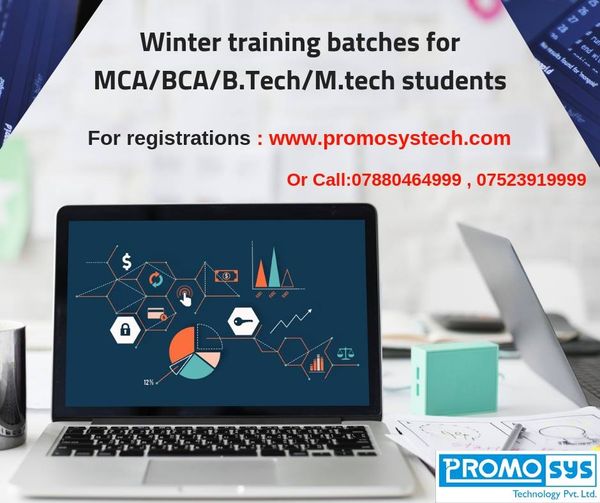 Winter training batches for
MCA/BCA/B.Tech/M.tech students
For registrations : www.promosystech.com
Or Call:07880464999 , 07523919999
12%
PROMOSYS
Technology Pvt. Ltd.